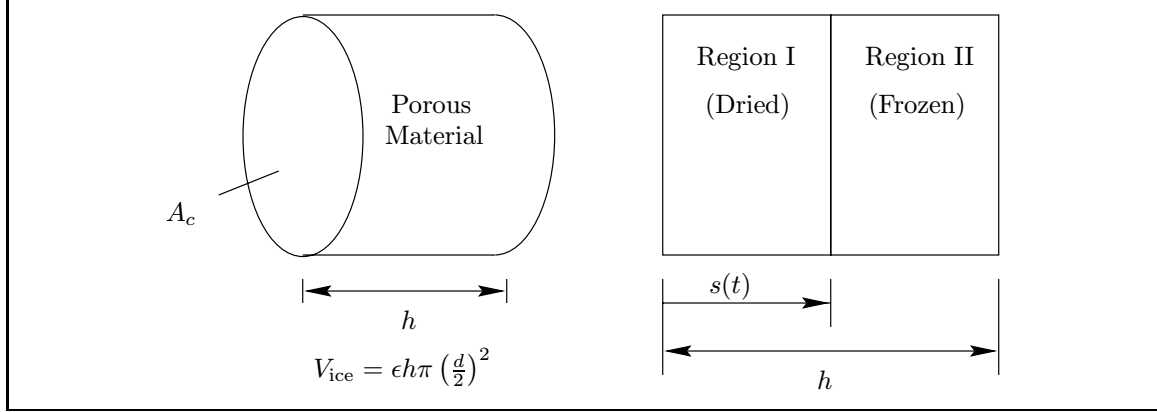 Porous
Material
A_c
h
V_ice = ϵhπ (d/2)^2
Region I
(Dried)
Region II
(Frozen)
s(t)
h